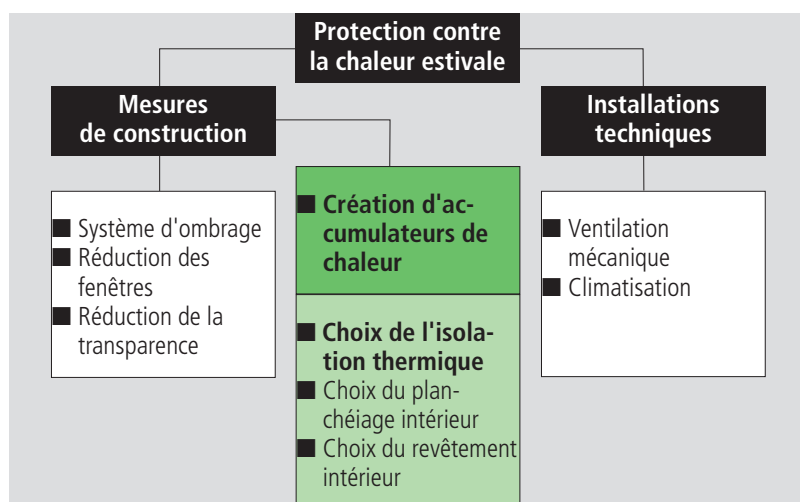 Protection contre
la chaleur estivale
Mesures
de construction
Installations
techniques
■ Système d'ombrage
■ Réduction des
fenêtres
■ Réduction de la
transparence
■ Création d'ac-
cumulateurs de
chaleur
■ Choix de l'isola-
tion thermique
■ Choix du plan-
chéiage intérieur
■ Choix du revêtement
intérieur
■ Ventilation
mécanique
■ Climatisation